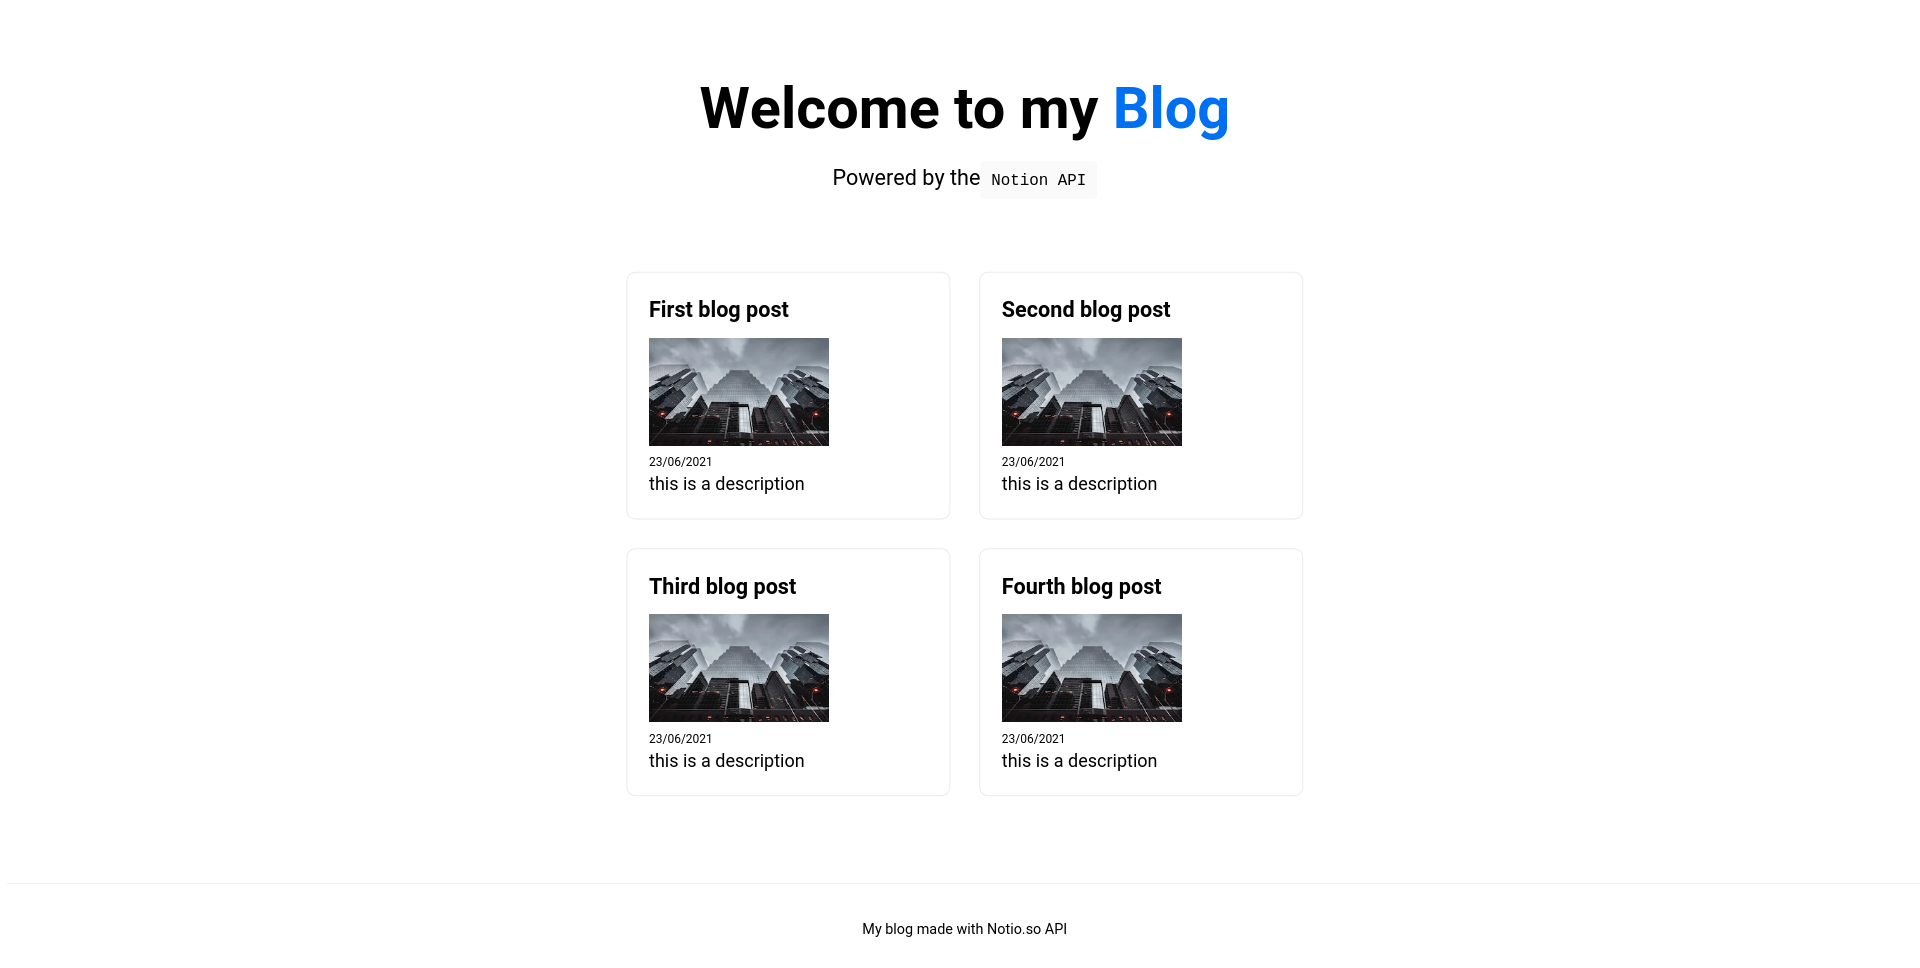 Welcome to my Blog
Powered by the Notion API
First blog post
23/06/2021
this is a description
Second blog post
23/06/2021
this is a description
Third blog post
23/06/2021
this is a description
Fourth blog post
23/06/2021
this is a description
My blog made with Notio.so API